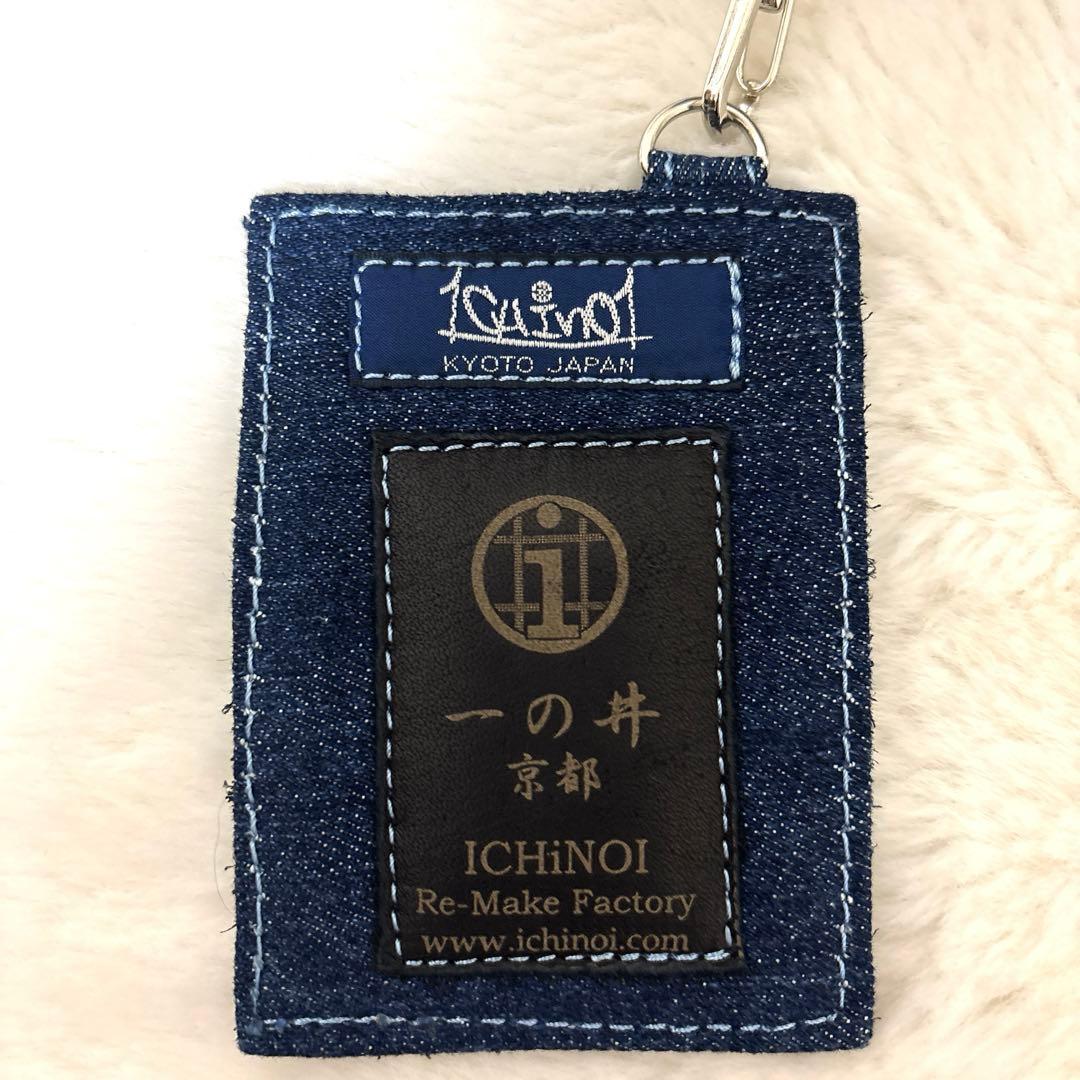 ichinoi
KYOTO JAPAN
i
一の井
京都
ICHiNOI
Re-Make Factory
www.ichinoi.com